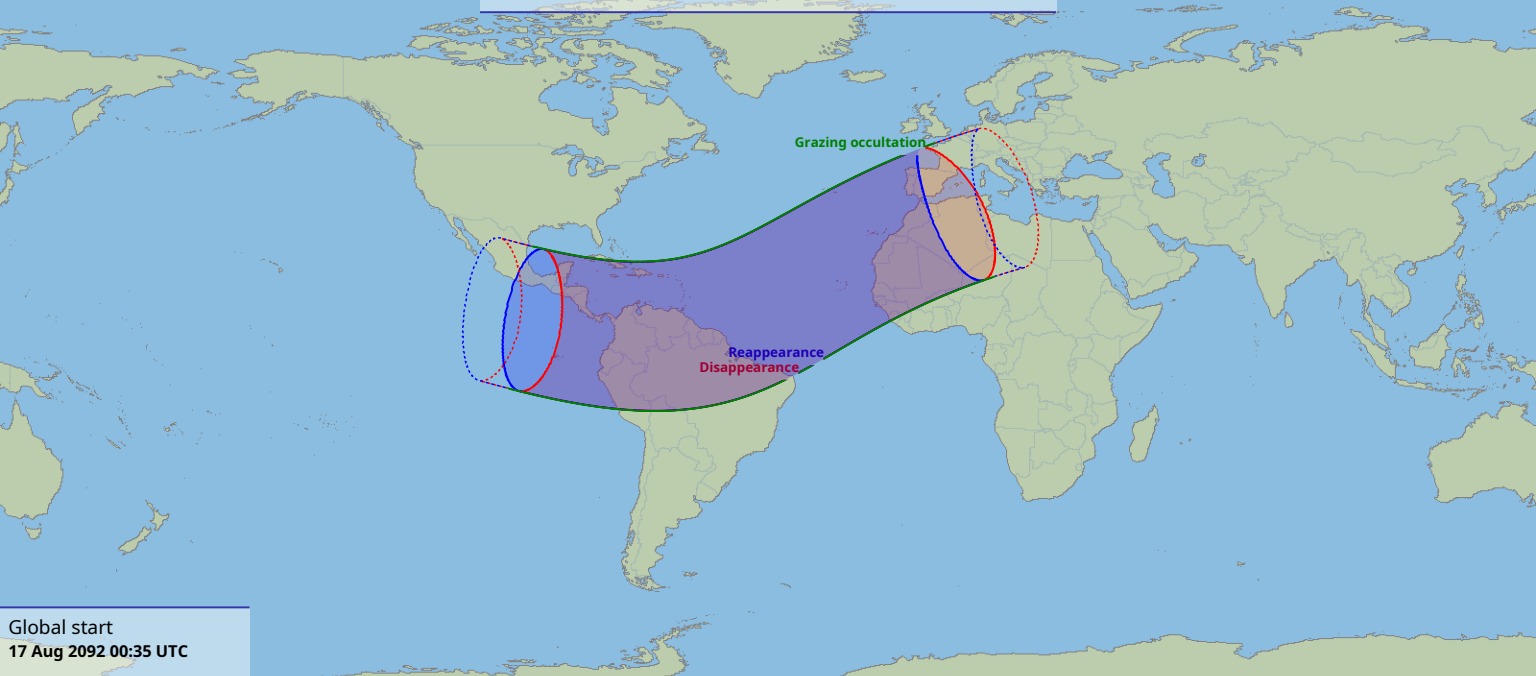 Grazing occultation
Reappearance
Disappearance
Global start
17 Aug 2092 00:35 UTC